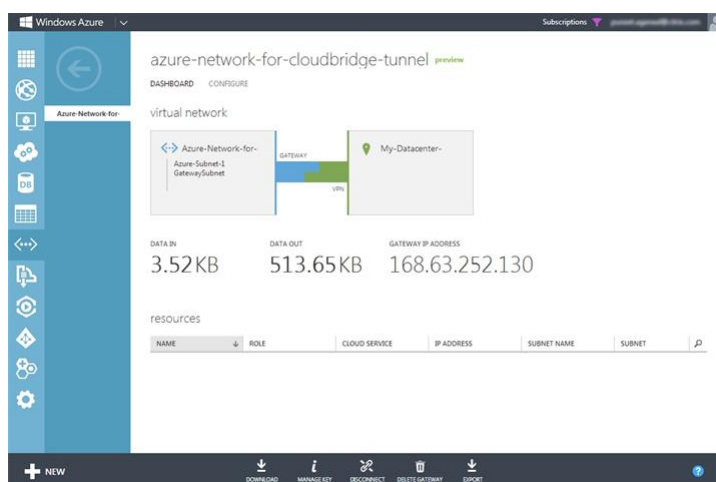 Windows Azure
Subscriptions
azure-network-for-cloudbridge-tunnel preview
DASHBOARD CONFIGURE
Azure-Network-for-
virtual network
Azure-Network-for-
Azure-Subnet-1
GatewaySubnet
GATEWAY
VPN
My-Datacenter-
DATA IN DATA OUT GATEWAY IP ADDRESS
3.52KB 513.65KB 168.63.252.130
resources
NAME ROLE CLOUD SERVICE IP ADDRESS SUBNET NAME SUBNET
DB
NEW
DOWNLOAD MANAGE KEY DISCONNECT DELETE GATEWAY EXPORT